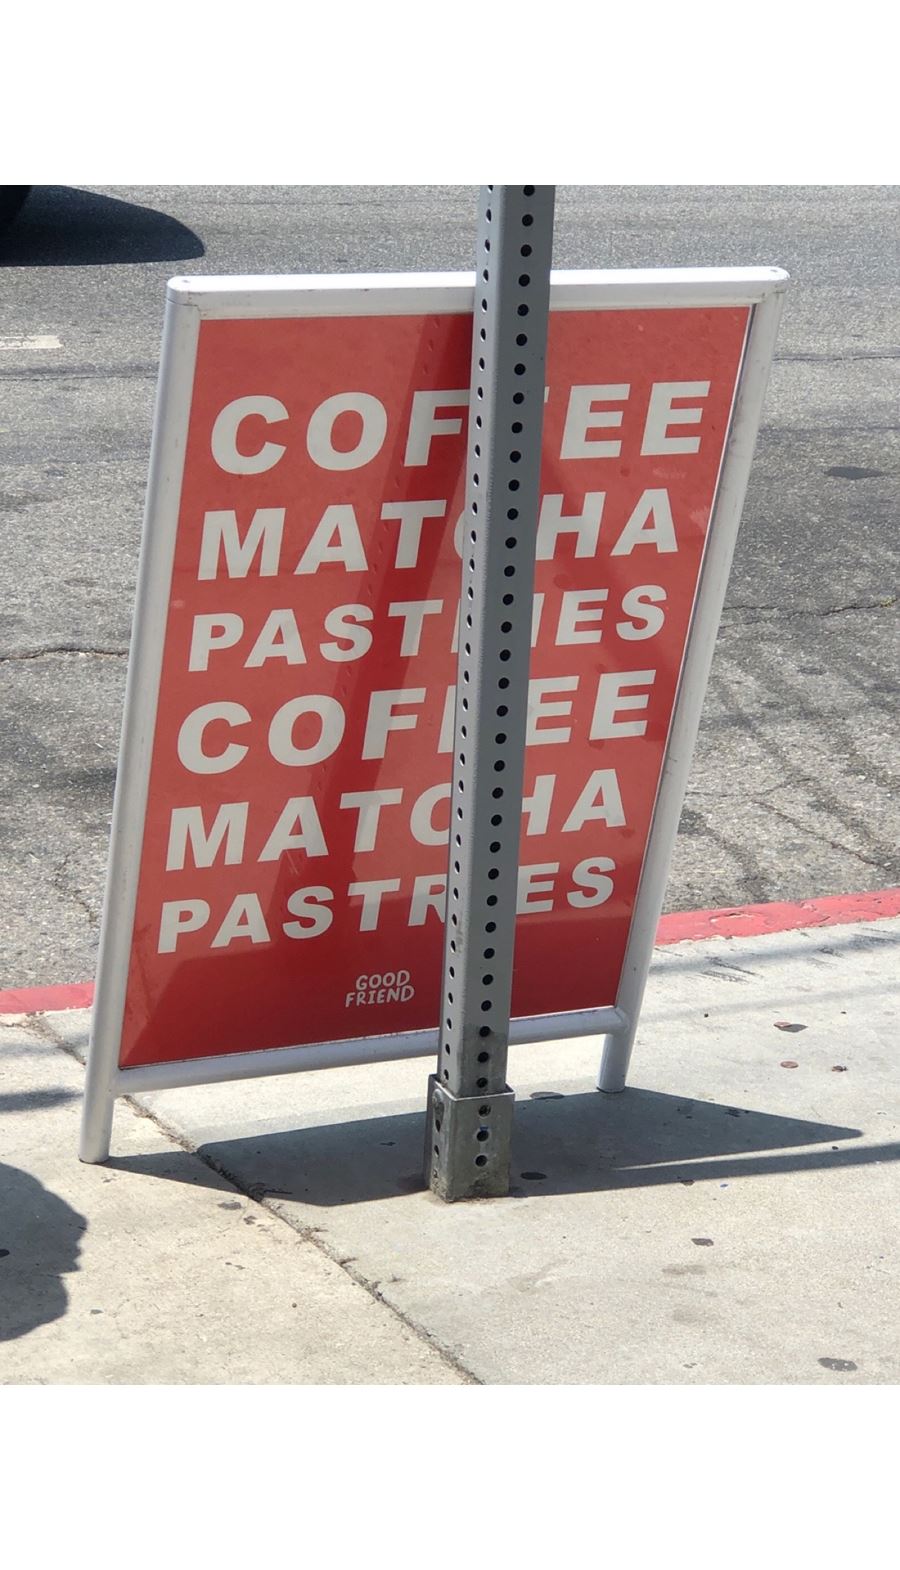 COFFEE
MATCHA
PASTRIES
COFFEE
MATCHA
PASTRIES
GOOD
FRIEND